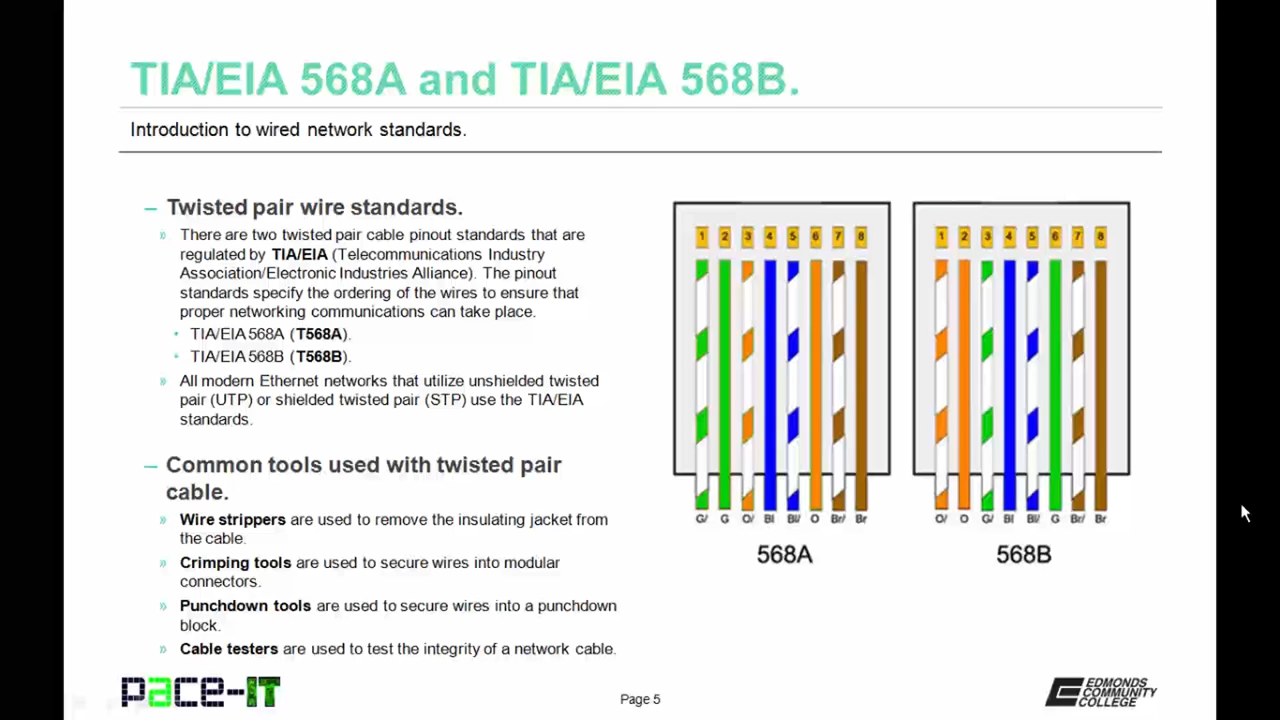 TIA/EIA 568A and TIA/EIA 568B.
Introduction to wired network standards.
– Twisted pair wire standards.
» There are two twisted pair cable pinout standards that are
regulated by TIA/EIA (Telecommunications Industry
Association/Electronic Industries Alliance). The pinout
standards specify the ordering of the wires to ensure that
proper networking communications can take place.
• TIA/EIA 568A (T568A).
• TIA/EIA 568B (T568B).
» All modern Ethernet networks that utilize unshielded twisted
pair (UTP) or shielded twisted pair (STP) use the TIA/EIA
standards.
– Common tools used with twisted pair
cable.
» Wire strippers are used to remove the insulating jacket from
the cable.
» Crimping tools are used to secure wires into modular
connectors.
» Punchdown tools are used to secure wires into a punchdown
block.
» Cable testers are used to test the integrity of a network cable.
1 2 3 4 5 6 7 8
G/ G O/ Bl Bl/ O Br/ Br
568A
1 2 3 4 5 6 7 8
O/ O G/ Bl Bl/ G Br/ Br
568B
pace-IT
Page 5
EDMONDS
COMMUNITY
COLLEGE